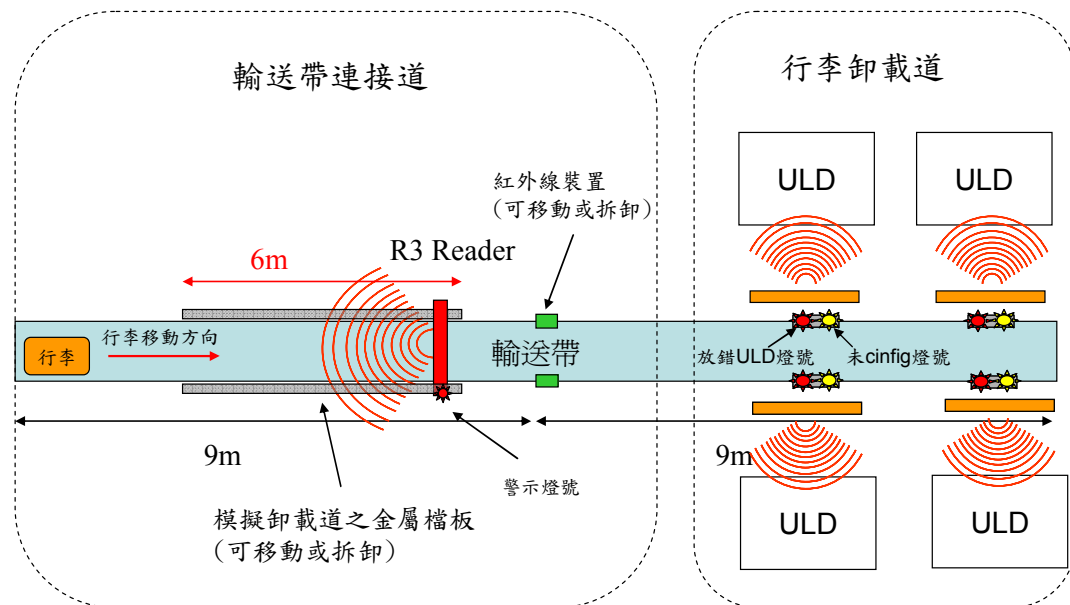 輸送帶連接道
行李卸載道
ULD
ULD
紅外線裝置
(可移動或拆卸)
R3 Reader
6m
行李移動方向
行李
輸送帶
放錯ULD燈號
未cinfig燈號
9m
9m
警示燈號
模擬卸載道之金屬檔板
(可移動或拆卸)
ULD
ULD